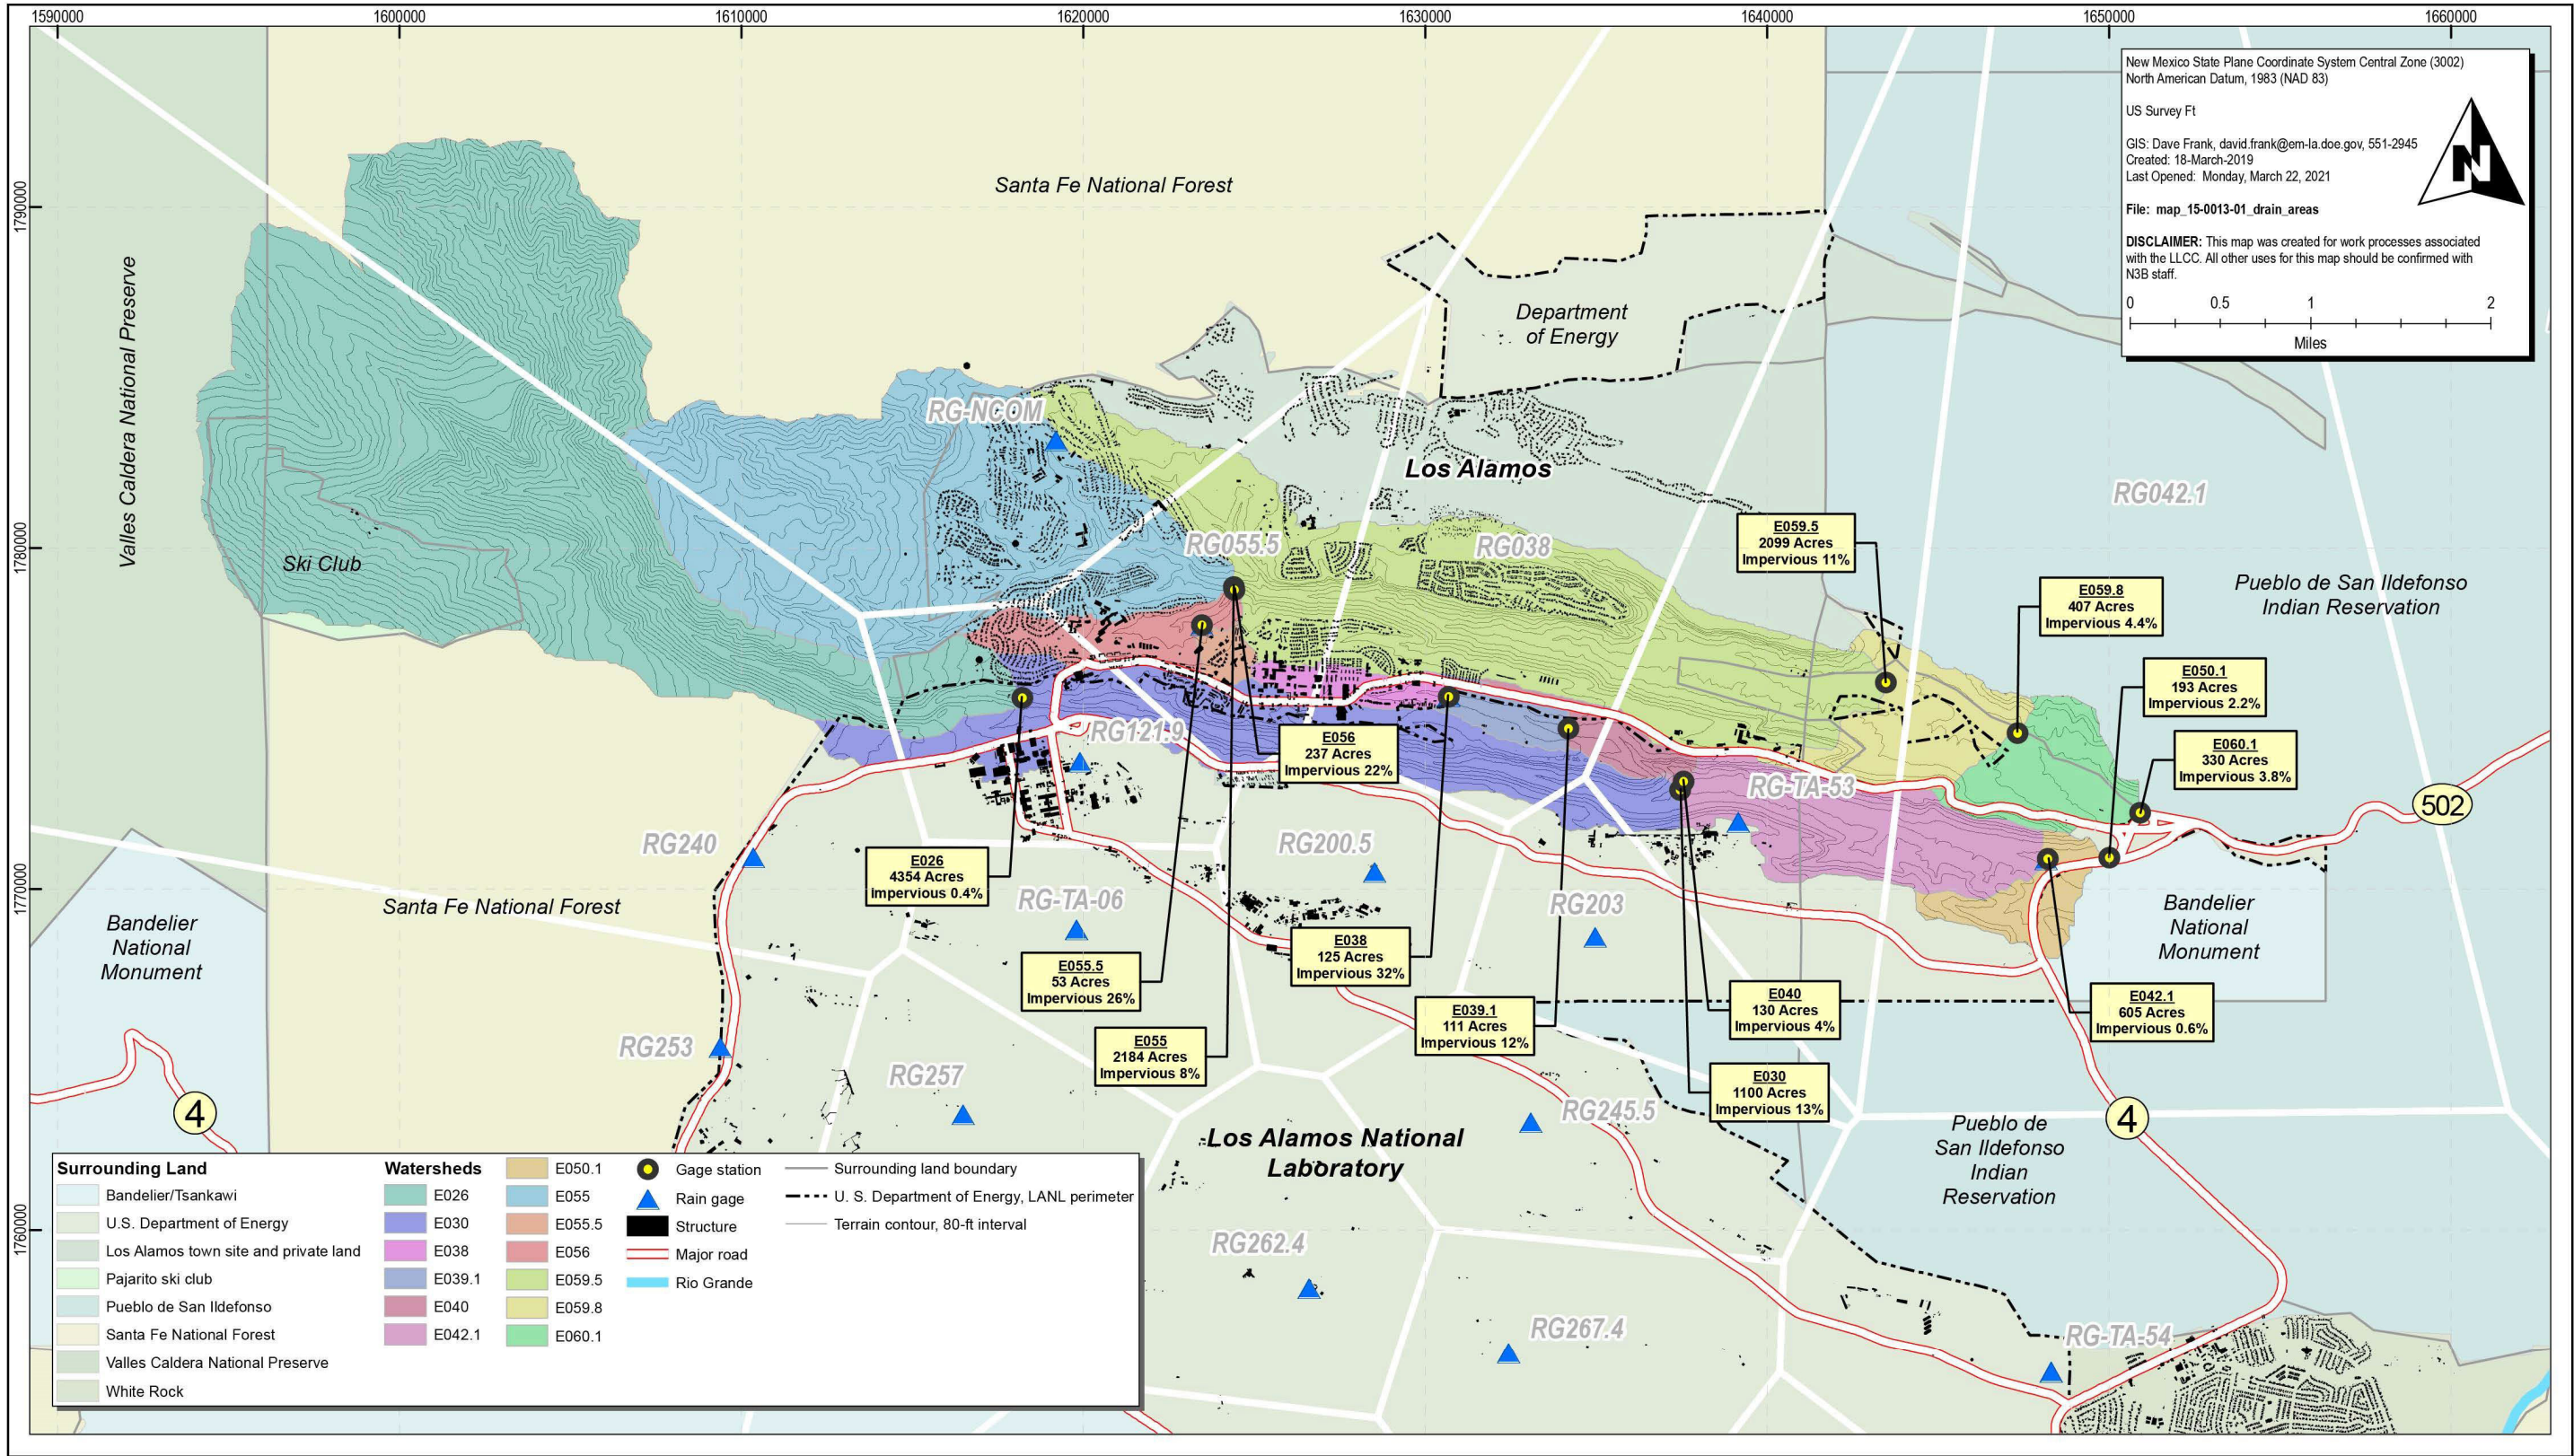 1590000
1600000
1610000
1620000
1630000
1640000
1650000
1660000
1790000
1780000
1770000
1760000
New Mexico State Plane Coordinate System Central Zone (3002)
North American Datum, 1983 (NAD 83)
US Survey Ft
GIS: Dave Frank, david.frank@em-la.doe.gov, 551-2945
Created: 18-March-2019
Last Opened: Monday, March 22, 2021
File: map_15-0013-01_drain_areas
DISCLAIMER: This map was created for work processes associated
with the LLCC. All other uses for this map should be confirmed with
N3B staff.
0 0.5 1 2
Miles
N
Santa Fe National Forest
Valles Caldera National Preserve
Department
of Energy
RG-NCOM
Los Alamos
RG042.1
Ski Club
RG055.5
RG038
E059.5
2099 Acres
Impervious 11%
Pueblo de San Ildefonso
Indian Reservation
E059.8
407 Acres
Impervious 4.4%
E050.1
193 Acres
Impervious 2.2%
E060.1
330 Acres
Impervious 3.8%
RG121.9
E056
237 Acres
Impervious 22%
RG-TA-53
502
RG240
E026
4354 Acres
Impervious 0.4%
RG200.5
RG-TA-06
RG203
Santa Fe National Forest
Bandelier
National
Monument
Bandelier
National
Monument
E055.5
53 Acres
Impervious 26%
E038
125 Acres
Impervious 32%
E039.1
111 Acres
Impervious 12%
E040
130 Acres
Impervious 4%
E042.1
605 Acres
Impervious 0.6%
E055
2184 Acres
Impervious 8%
E030
1100 Acres
Impervious 13%
RG253
RG257
RG245.5
4
4
Los Alamos National
Laboratory
Pueblo de
San Ildefonso
Indian
Reservation
RG262.4
RG267.4
RG-TA-54
Surrounding Land
Bandelier/Tsankawi
U.S. Department of Energy
Los Alamos town site and private land
Pajarito ski club
Pueblo de San Ildefonso
Santa Fe National Forest
Valles Caldera National Preserve
White Rock
Watersheds
E026
E030
E038
E039.1
E040
E042.1
E050.1
E055
E055.5
E056
E059.5
E059.8
E060.1
Gage station
Rain gage
Structure
Major road
Rio Grande
Surrounding land boundary
U. S. Department of Energy, LANL perimeter
Terrain contour, 80-ft interval